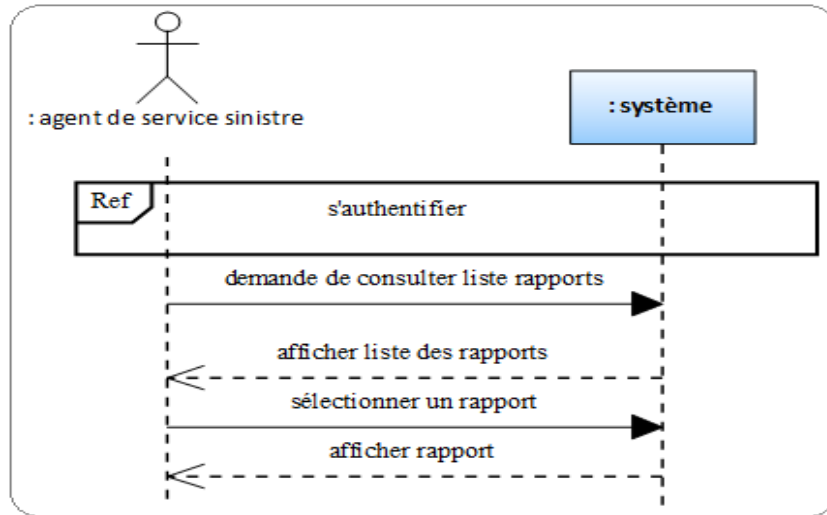 : agent de service sinistre
: système
Ref
s'authentifier
demande de consulter liste rapports
afficher liste des rapports
sélectionner un rapport
afficher rapport